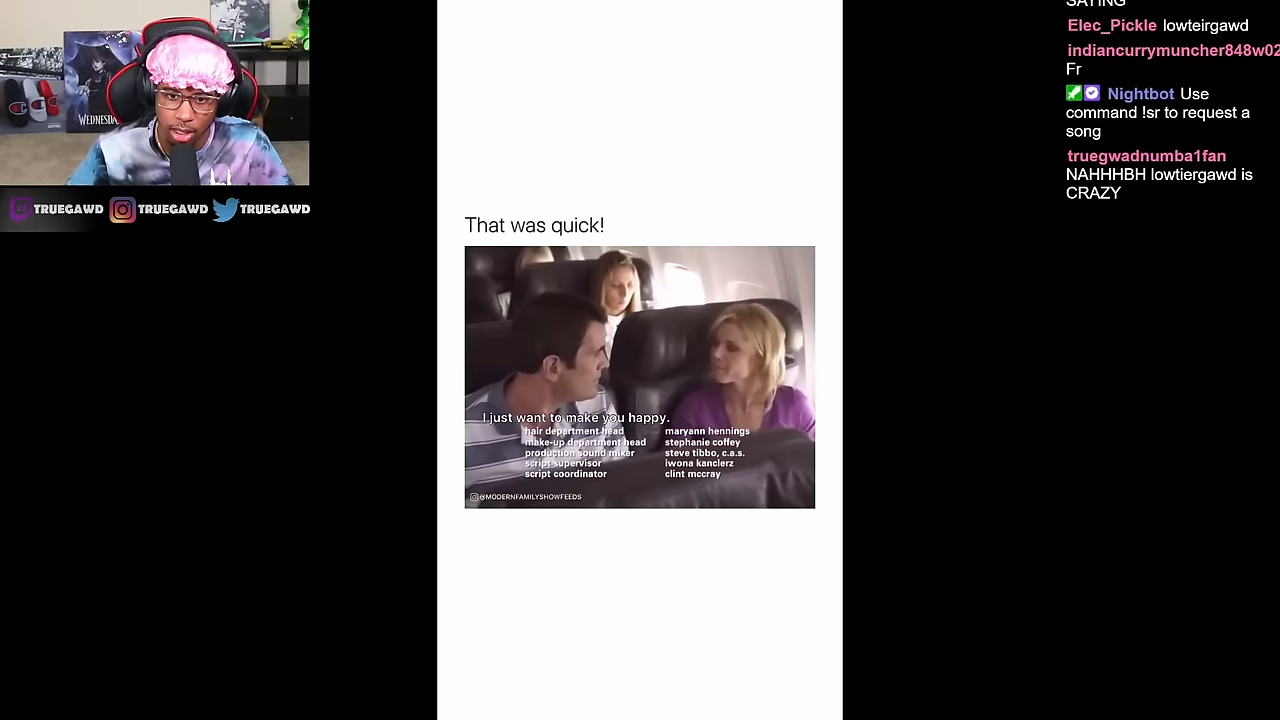 WEDNESDA
TRUEGAWD TRUEGAWD TRUEGAWD
That was quick!
I just want to make you happy.
hair department head maryann hennings
make-up department head stephanie coffey
production sound mixer steve tibbo, c.a.s.
script supervisor iwona kanclerz
script coordinator clint mccray
@MODERNFAMILYSHOWFEEDS
SAYING
Elec_Pickle lowteirgawd
indiancurrymuncher848w02
Fr
Nightbot Use
command !sr to request a
song
truegwadnumba1fan
NAHHHBH lowtiergawd is
CRAZY